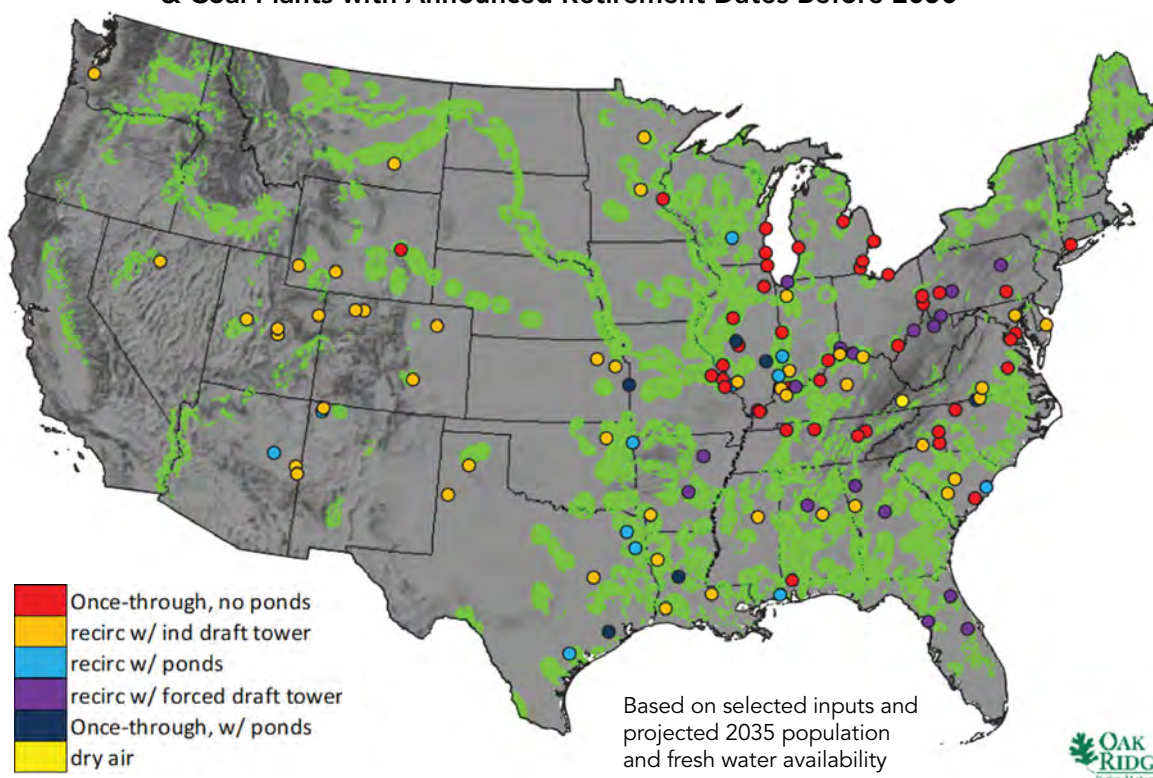 & Coal Plants with Announced Retirement Dates Before 2030
Once-through, no ponds
recirc w/ ind draft tower
recirc w/ ponds
recirc w/ forced draft tower
Once-through, w/ ponds
dry air
Based on selected inputs and
projected 2035 population
and fresh water availability
OAK
RIDG